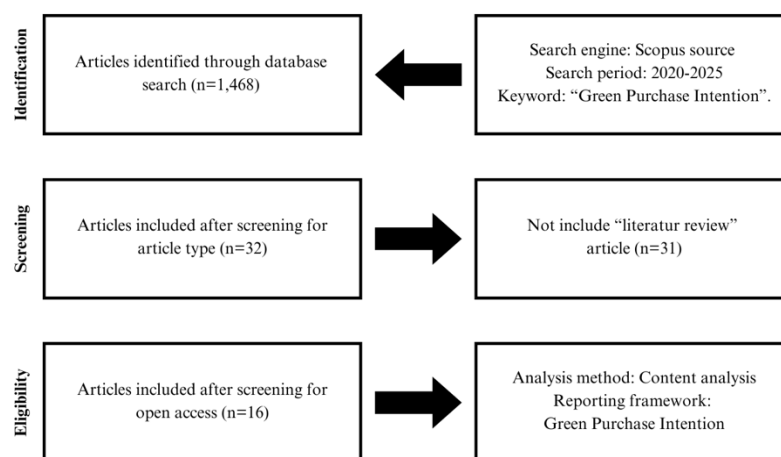 Identification
Articles identified through database
search (n=1,468)
Search engine: Scopus source
Search period: 2020-2025
Keyword: “Green Purchase Intention”.
Screening
Articles included after screening for
article type (n=32)
Not include “literatur review”
article (n=31)
Eligibility
Articles included after screening for
open access (n=16)
Analysis method: Content analysis
Reporting framework:
Green Purchase Intention